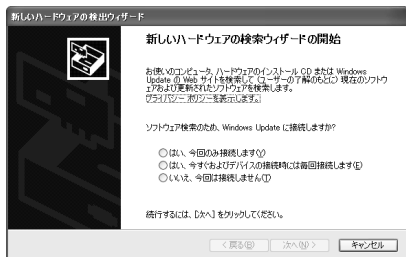 新しいハードウェアの検出ウィザード
新しいハードウェアの検索ウィザードの開始
お使いのコンピュータ、ハードウェアのインストール CD または Windows
Update の Web サイトを検索して (ユーザーの了解のもとに) 現在のソフトウ
ェアおよび更新されたソフトウェアを検索します。
プライバシー ポリシーを表示します。
ソフトウェア検索のため、Windows Update に接続しますか?
はい、今回のみ接続します(Y)
はい、今すぐおよびデバイスの接続時には毎回接続します(E)
いいえ、今回は接続しません(T)
続行するには、[次へ] をクリックしてください。
< 戻る(B)
次へ(N) >
キャンセル